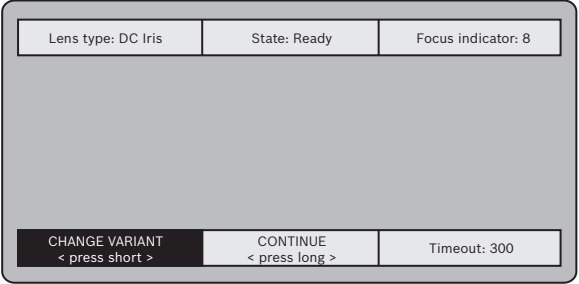 Lens type: DC Iris
State: Ready
Focus indicator: 8
CHANGE VARIANT
< press short >
CONTINUE
< press long >
Timeout: 300